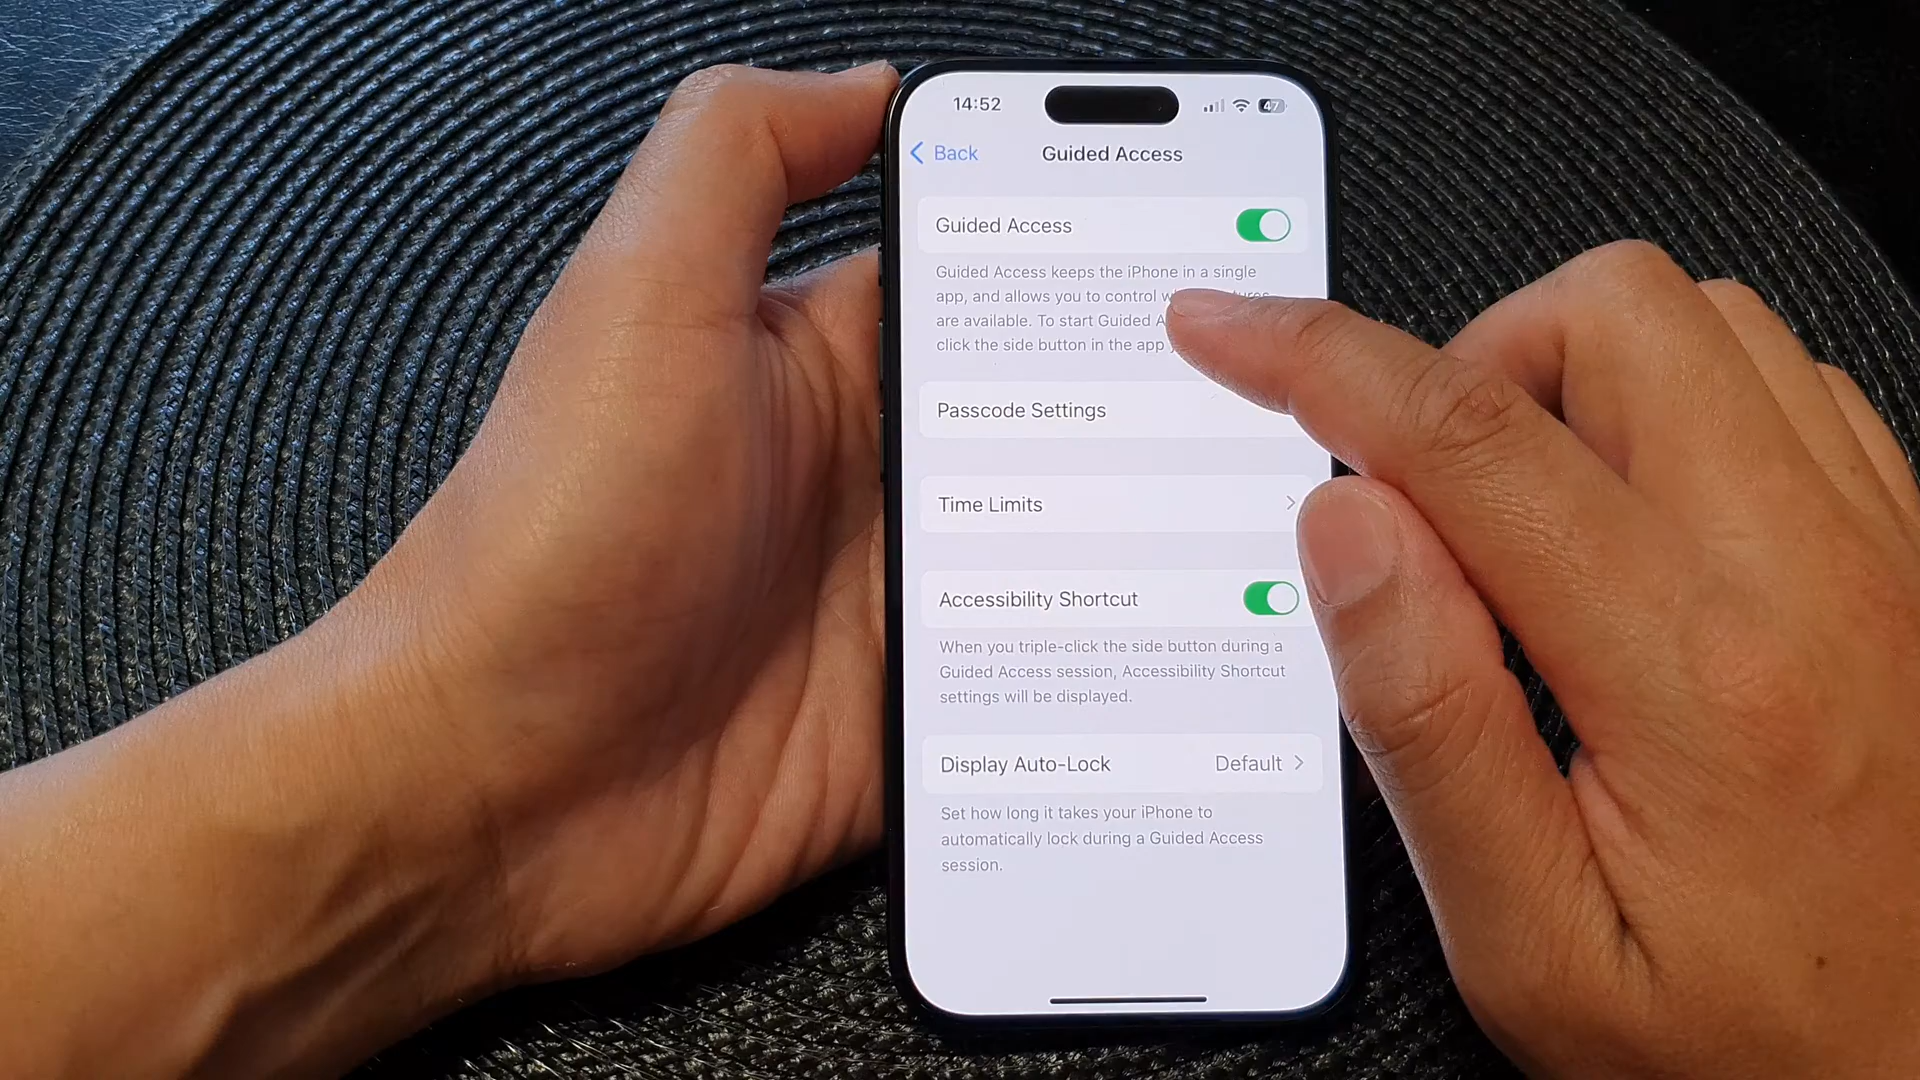 14:52
47
Back
Guided Access
Guided Access
Guided Access keeps the iPhone in a single
app, and allows you to control
are available. To start Guided
click the side button in the app
Passcode Settings
Time Limits
Accessibility Shortcut
When you triple-click the side button during a
Guided Access session, Accessibility Shortcut
settings will be displayed.
Display Auto-Lock Default
Set how long it takes your iPhone to
automatically lock during a Guided Access
session.